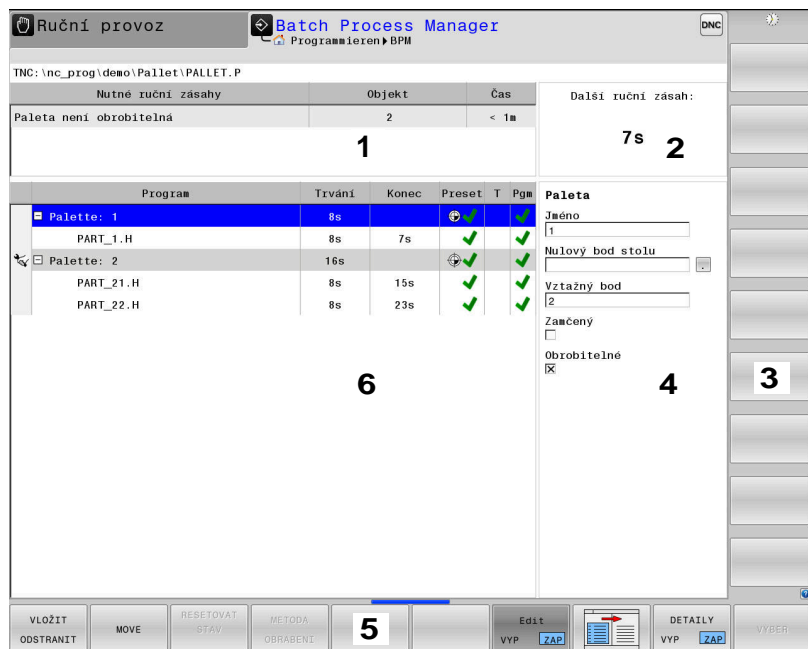 Ruční provoz
Batch Process Manager
Programmieren BPM
DNC
TNC:\nc_prog\demo\Pallet\PALLET.P
Nutné ruční zásahy Objekt Čas
Paleta není obrobitelná 2 < 1m
1
Další ruční zásah:
7s
2
Program Trvání Konec Preset T Pgm
Palette: 1 8s
PART_1.H 8s 7s
Palette: 2 16s
PART_21.H 8s 15s
PART_22.H 8s 23s
6
Paleta
Jméno
1
Nulový bod stolu
Vztažný bod
2
Zamčený
Obrobitelné
4
3
VLOŽIT
ODSTRANIT
MOVE
RESETOVAT
STAV
METODA
OBRABENI
5
Edit
VYP ZAP
DETAILY
VYP ZAP
VYBER